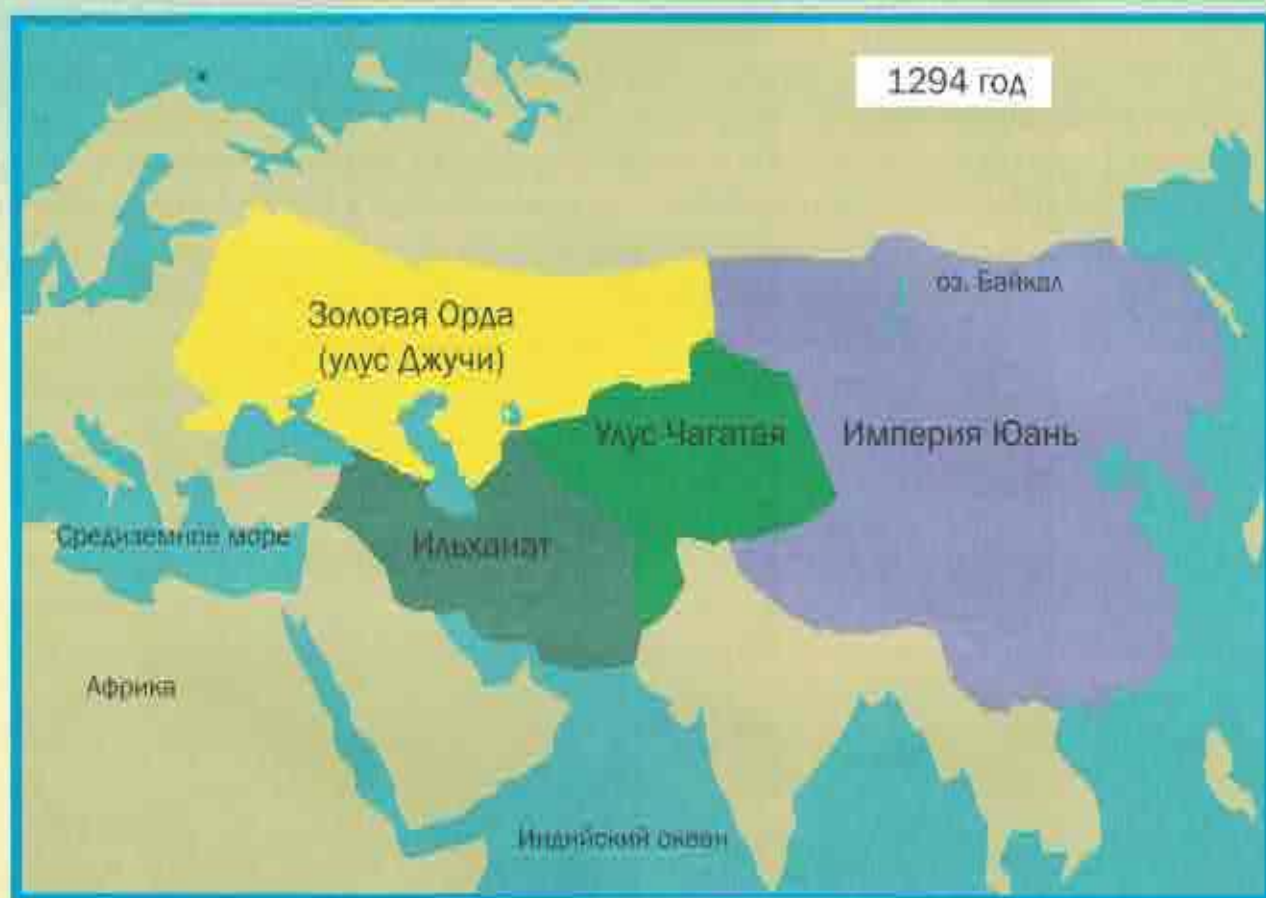 1294 год
оз. Байкал
Золотая Орда
(улус Джучи)
Улус Чагатая
Империя Юань
Средиземное море
Ильханат
Африка
Индийский океан